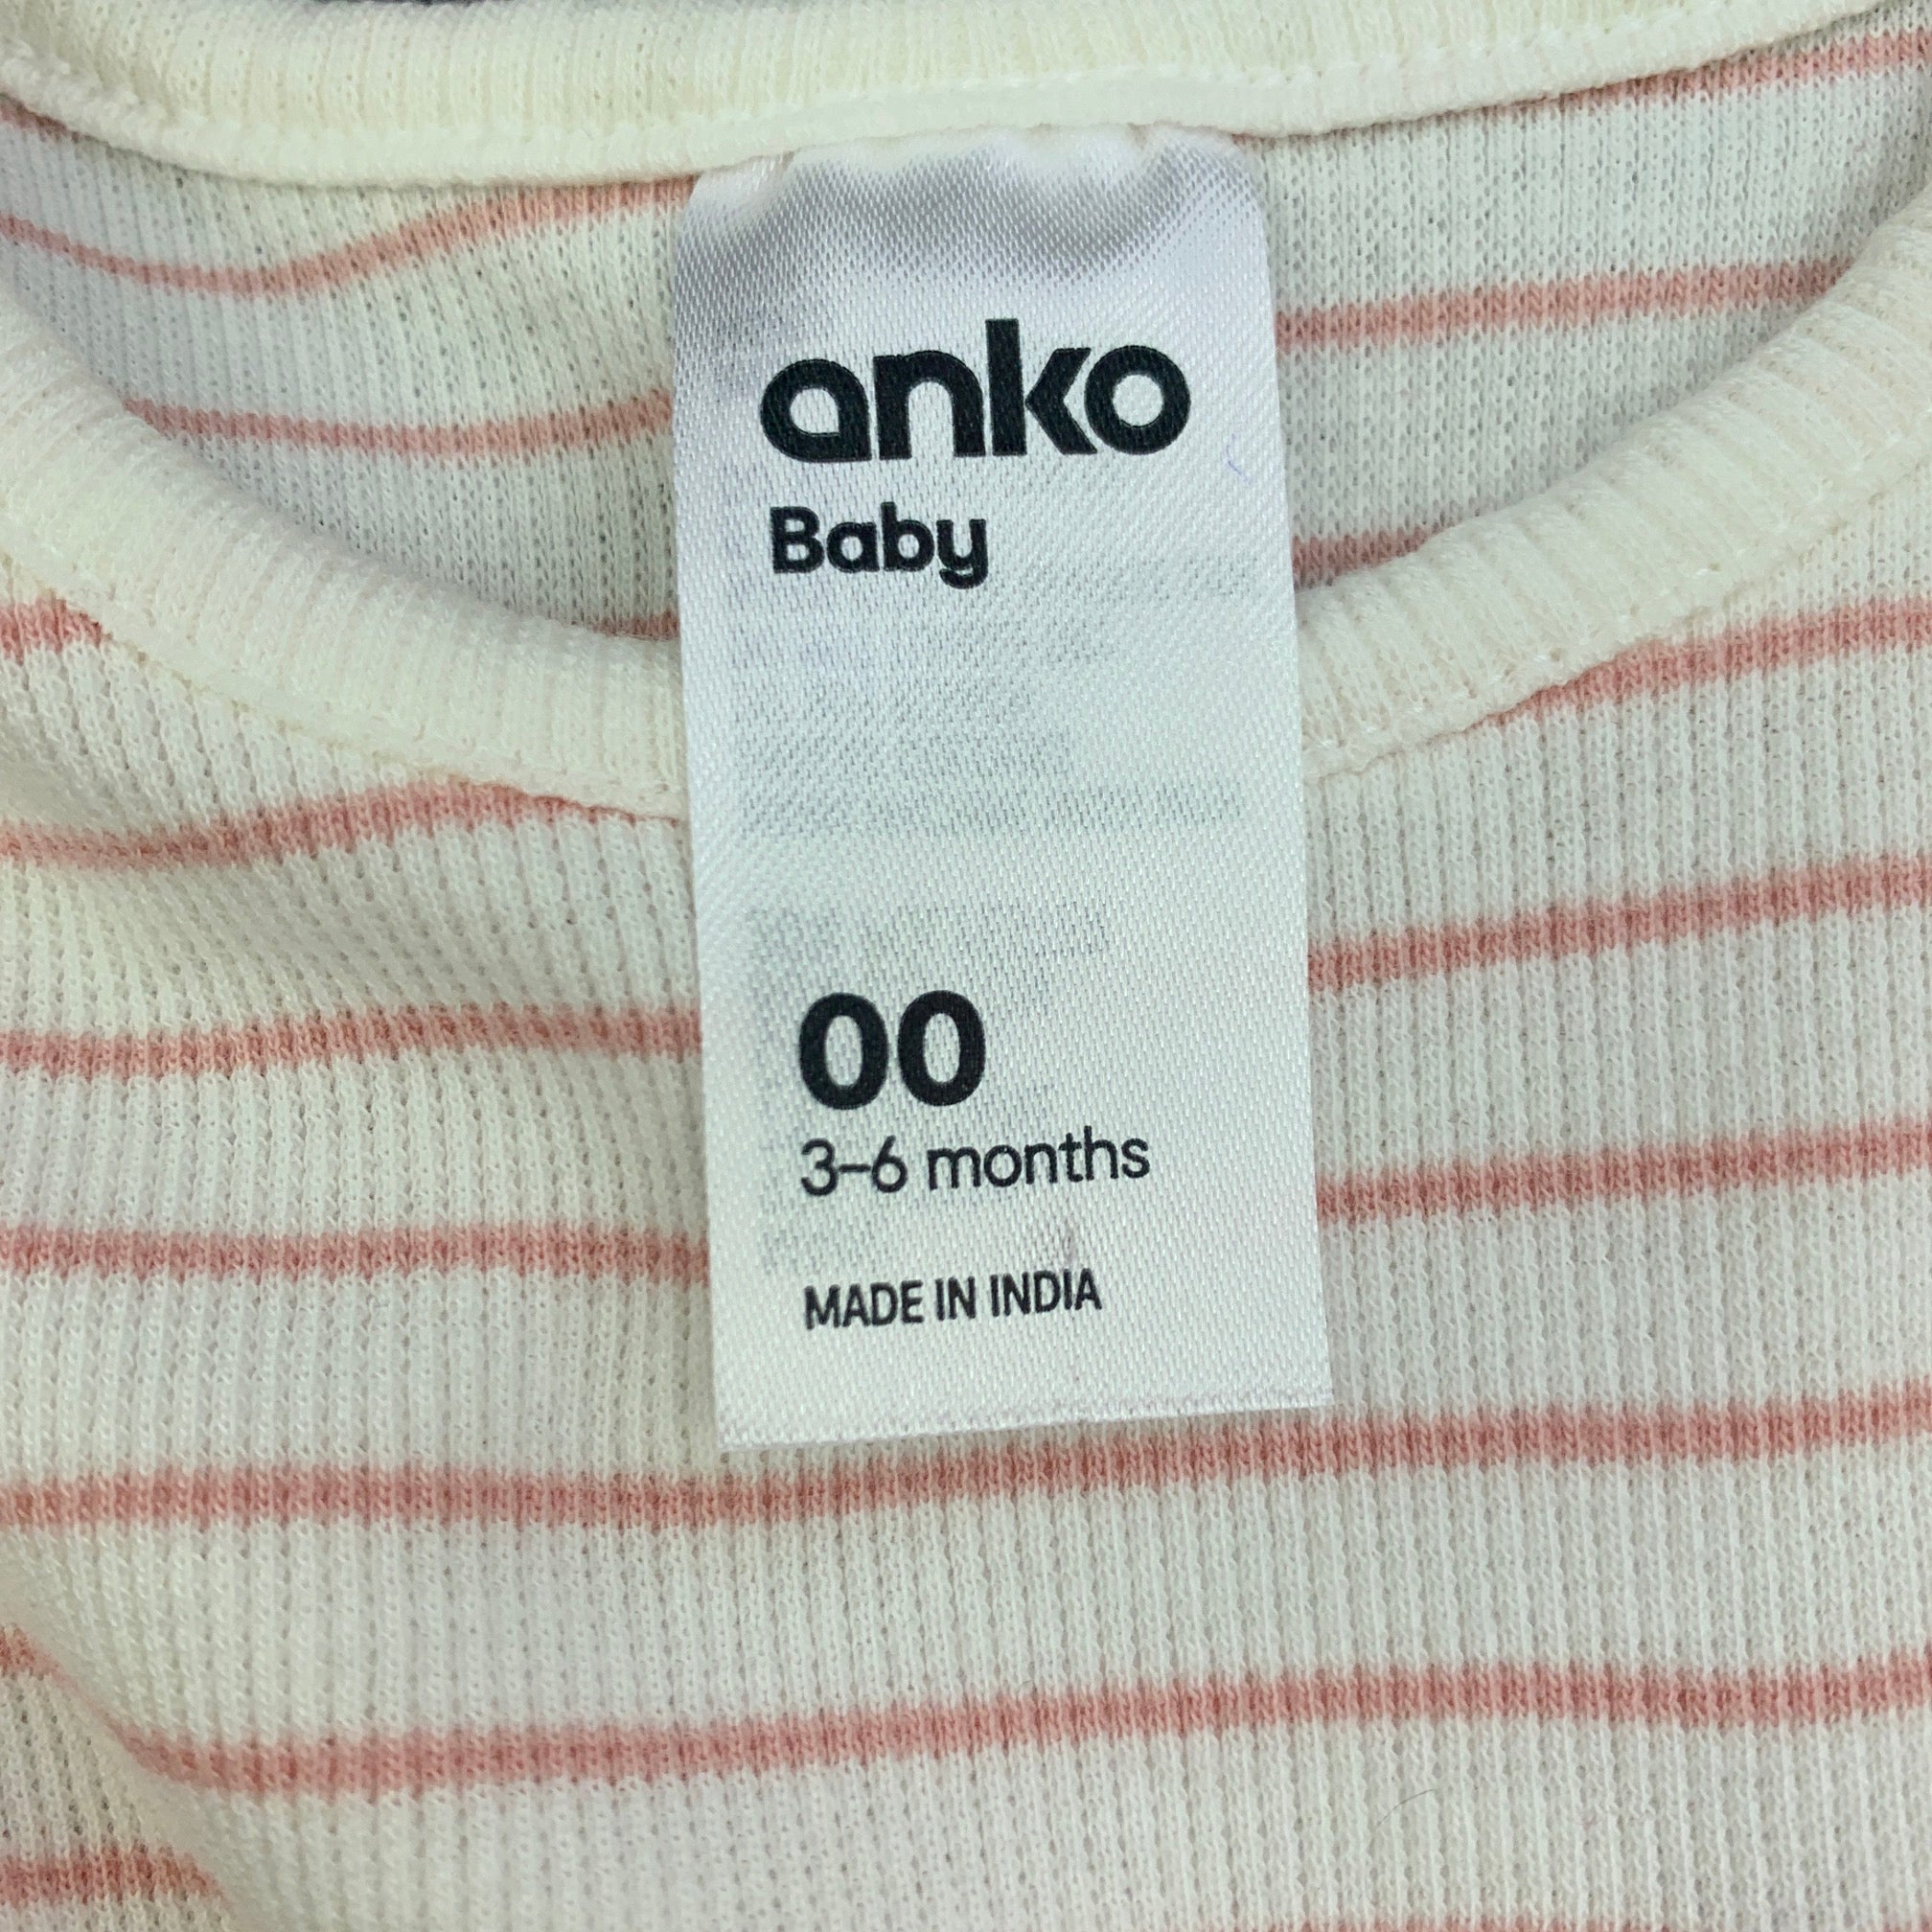 anko
Baby
00
3–6 months
MADE IN INDIA